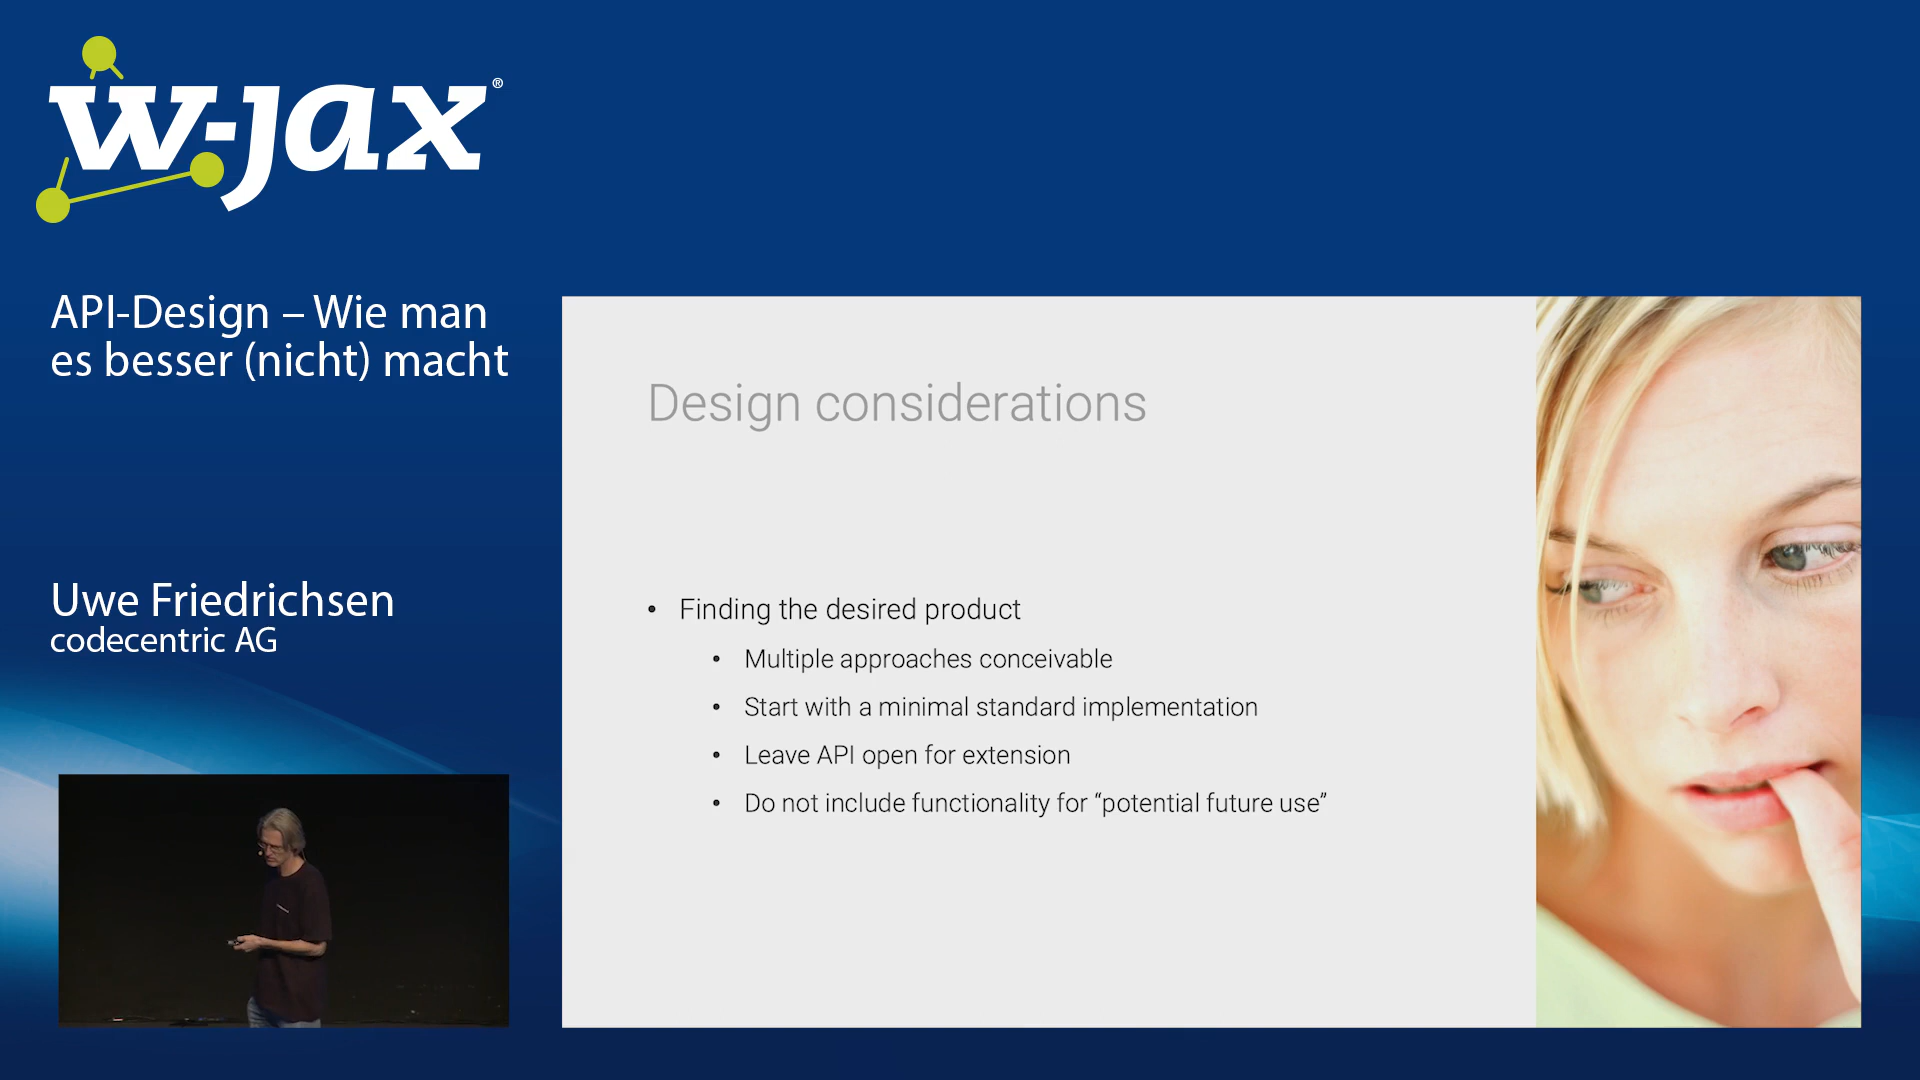 w-jax®
API-Design – Wie man
es besser (nicht) macht
Uwe Friedrichsen
codecentric AG
Design considerations
• Finding the desired product
• Multiple approaches conceivable
• Start with a minimal standard implementation
• Leave API open for extension
• Do not include functionality for “potential future use”